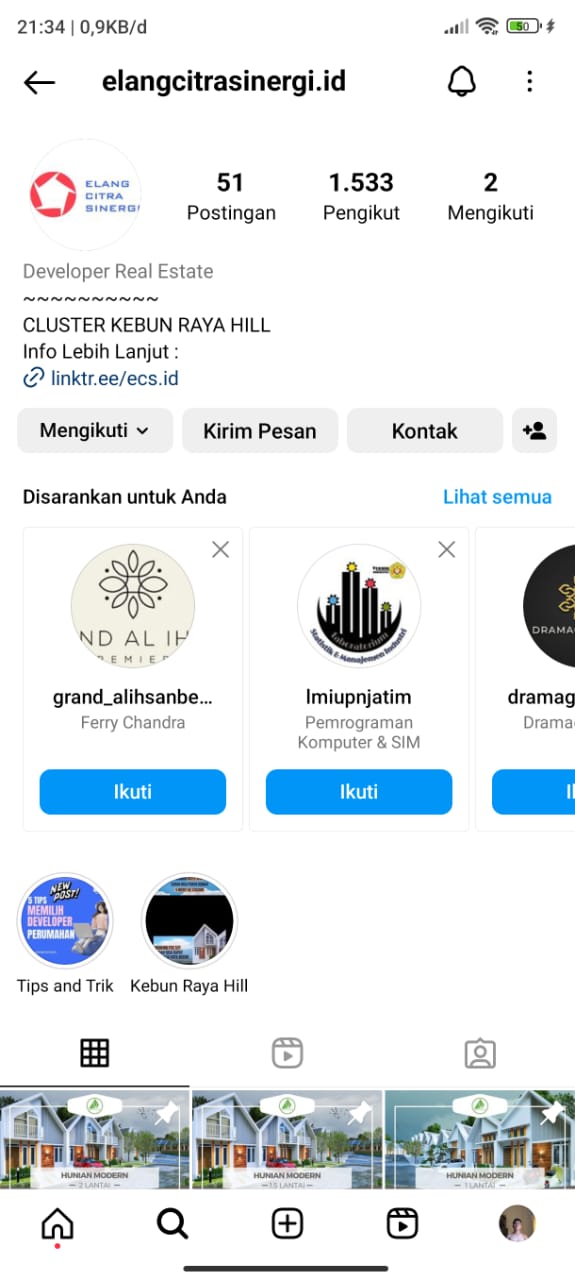 21:34 | 0,9KB/d
50
elangcitrasinergi.id
ELANG
CITRA
SINERGI
51
Postingan
1.533
Pengikut
2
Mengikuti
Developer Real Estate
~~~~~~~~~~
CLUSTER KEBUN RAYA HILL
Info Lebih Lanjut :
linktr.ee/ecs.id
Mengikuti
Kirim Pesan
Kontak
Disarankan untuk Anda
Lihat semua
ND AL IH
REMIER
Laboratorium
Statistik & Manajemen Industri
DRAMA
grand_alihsanbe...
Ferry Chandra
Ikuti
lmiupnjatim
Pemrograman
Komputer & SIM
Ikuti
dramag
Drama
NEW
POST!
5 TIPS
MEMILIH
DEVELOPER
PERUMAHAN
Tips and Trik
Kebun Raya Hill
HUNIAN MODERN
2 LANTAI
HUNIAN MODERN
1.5 LANTAI
HUNIAN MODERN
1 LANTAI